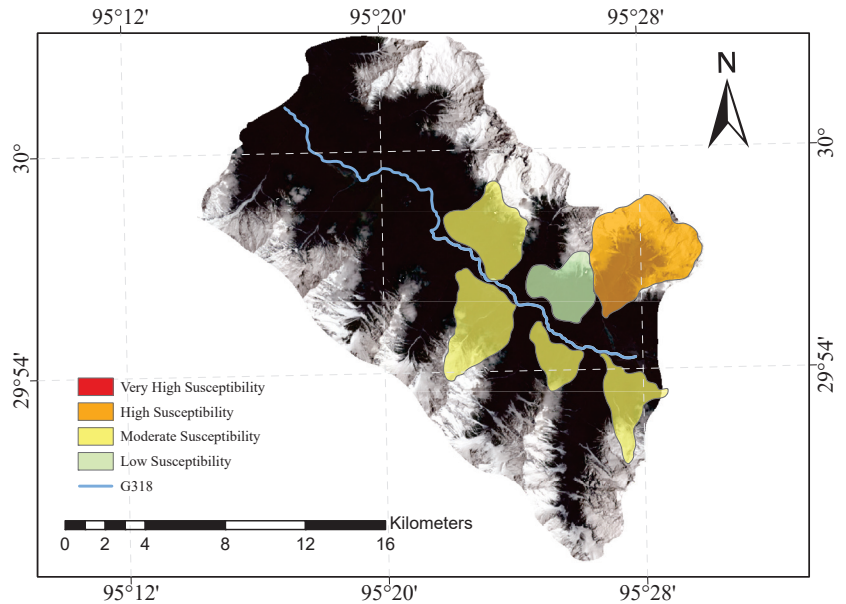 95°12' 95°20' 95°28'
N
30° 30°
29°54' 29°54'
Very High Susceptibility
High Susceptibility
Moderate Susceptibility
Low Susceptibility
G318
Kilometers
0 2 4 8 12 16
95°12' 95°20' 95°28'